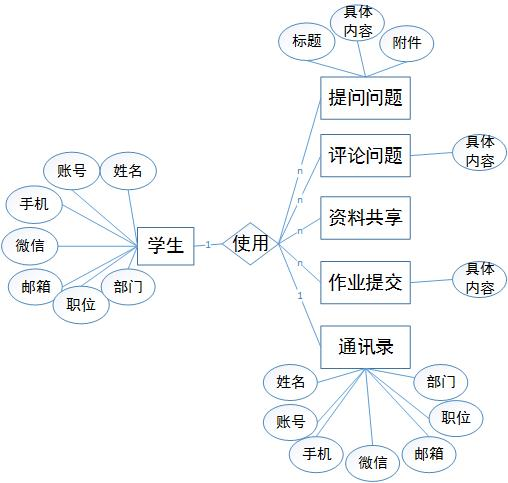 具体
内容
标题
附件
提问问题
评论问题
具体
内容
账号
姓名
手机
微信
邮箱
职位
部门
学生
1
使用
n
n
n
n
1
资料共享
作业提交
具体
内容
通讯录
姓名
账号
手机
微信
邮箱
职位
部门